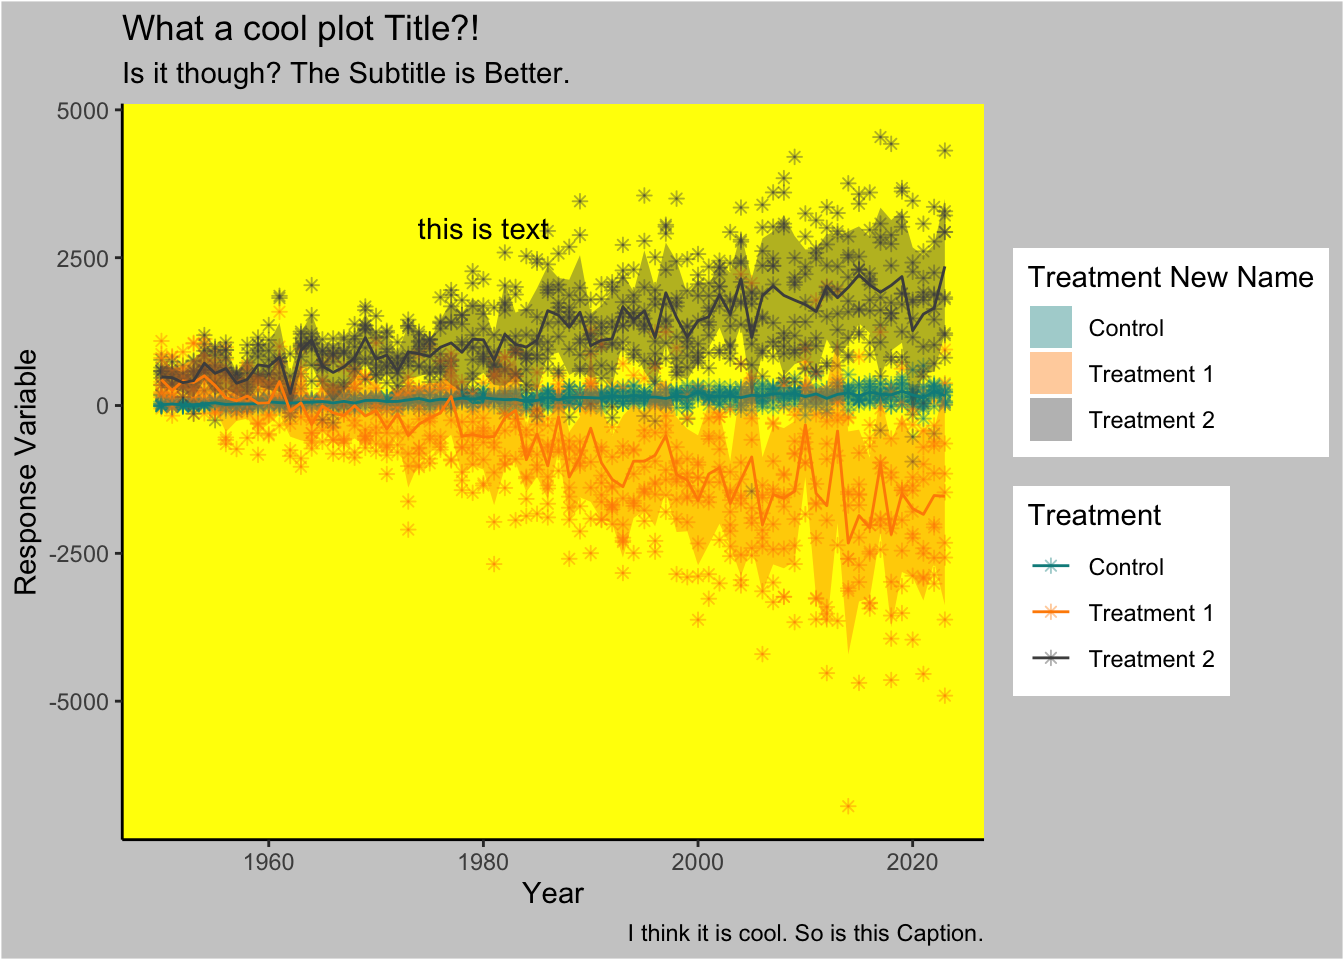 What a cool plot Title?!
Is it though? The Subtitle is Better.
5000
2500
0
-2500
-5000
Response Variable
this is text
1960
1980
2000
2020
Year
I think it is cool. So is this Caption.
Treatment New Name
Control
Treatment 1
Treatment 2
Treatment
Control
Treatment 1
Treatment 2